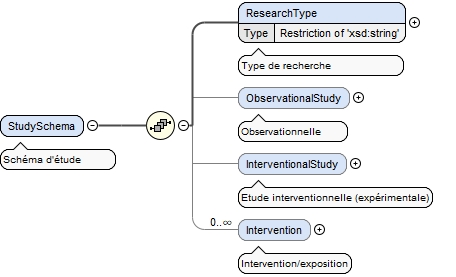 ResearchType
Type Restriction of 'xsd:string'
Type de recherche
ObservationalStudy
Observationnelle
StudySchema
Schéma d'étude
InterventionalStudy
Etude interventionnelle (expérimentale)
0..∞
Intervention
Intervention/exposition